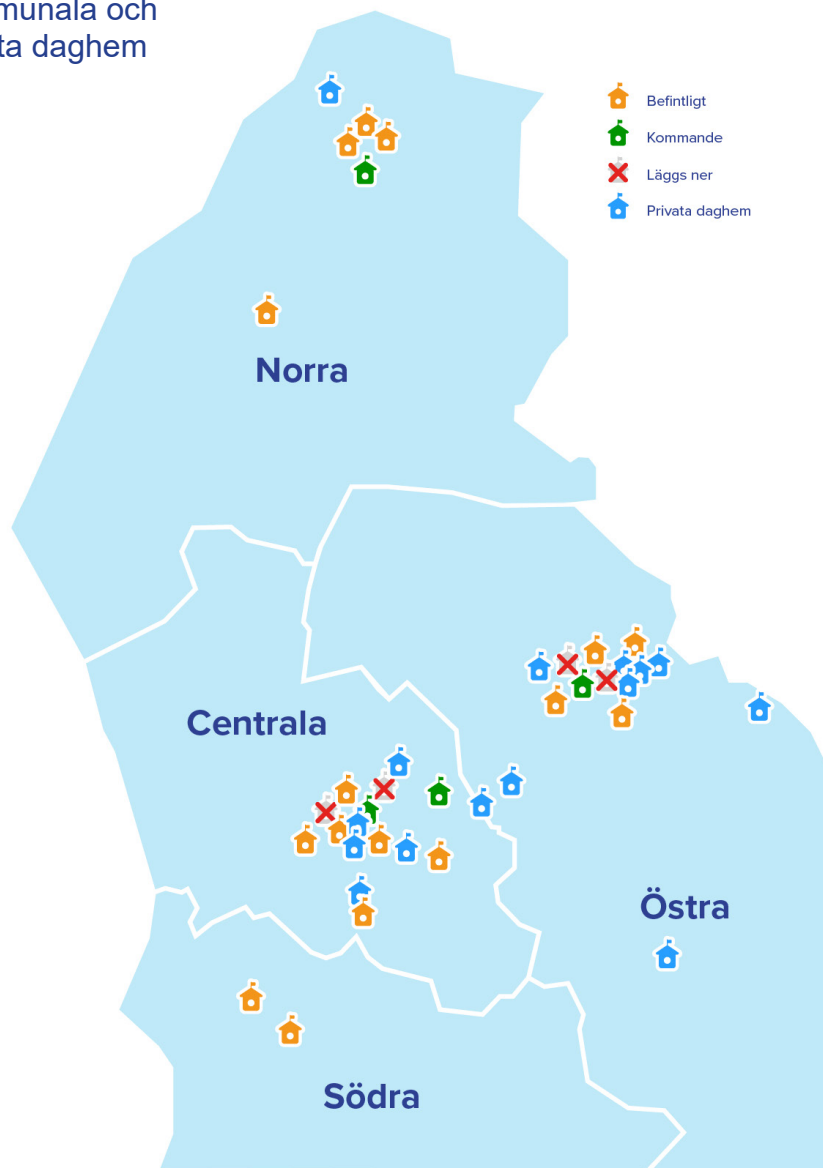 munala och
ta daghem
Befintligt
Kommande
Läggs ner
Privata daghem
Norra
Centrala
Östra
Södra